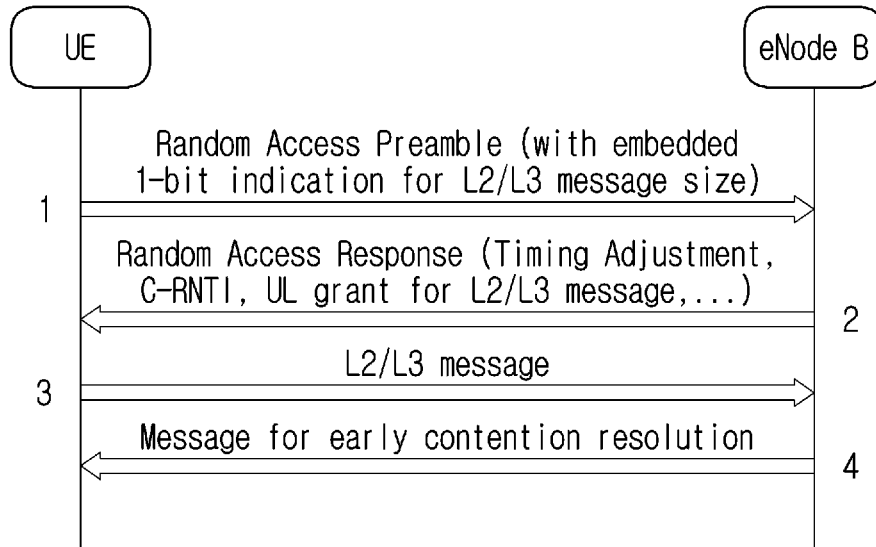 UE
eNode B
Random Access Preamble (with embedded
1-bit indication for L2/L3 message size)
1
Random Access Response (Timing Adjustment,
C-RNTI, UL grant for L2/L3 message,...)
2
L2/L3 message
3
Message for early contention resolution
4